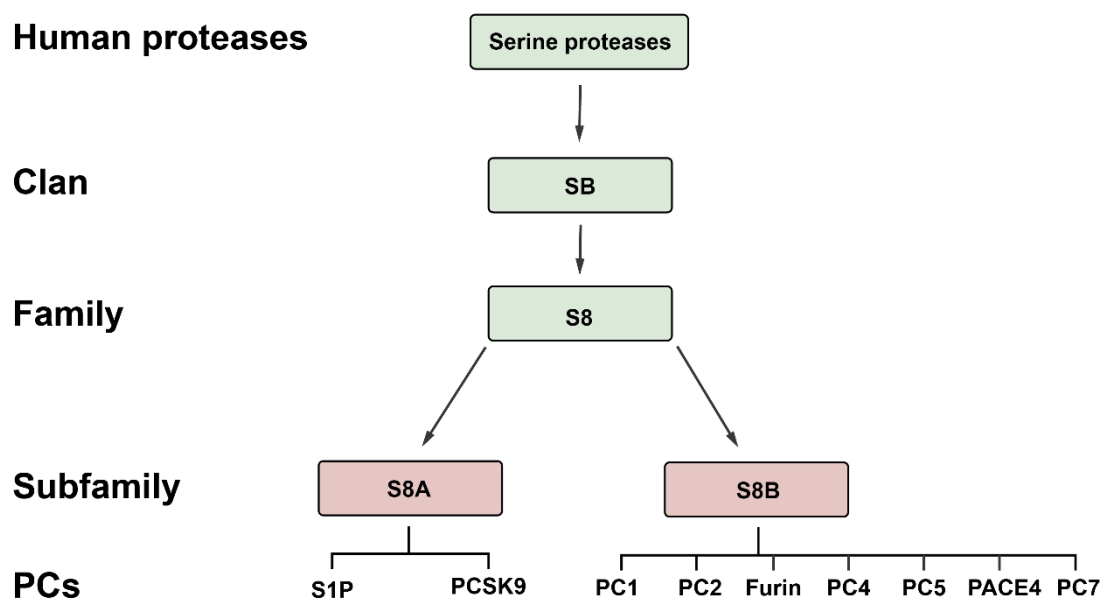 Human proteases
Serine proteases
Clan
SB
Family
S8
Subfamily
S8A
S8B
PCs
S1P
PCSK9
PC1
PC2
Furin
PC4
PC5
PACE4
PC7